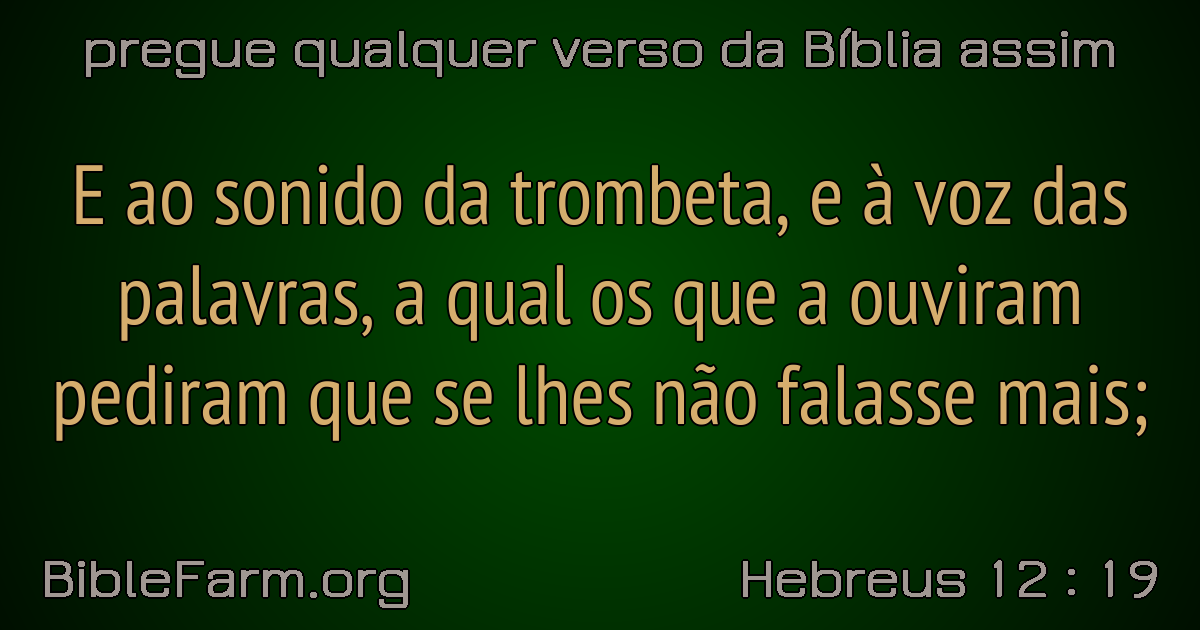 pregue qualquer verso da Bíblia assim
E ao sonido da trombeta, e à voz das
palavras, a qual os que a ouviram
pediram que se lhes não falasse mais;
BibleFarm.org
Hebreus 12 : 19